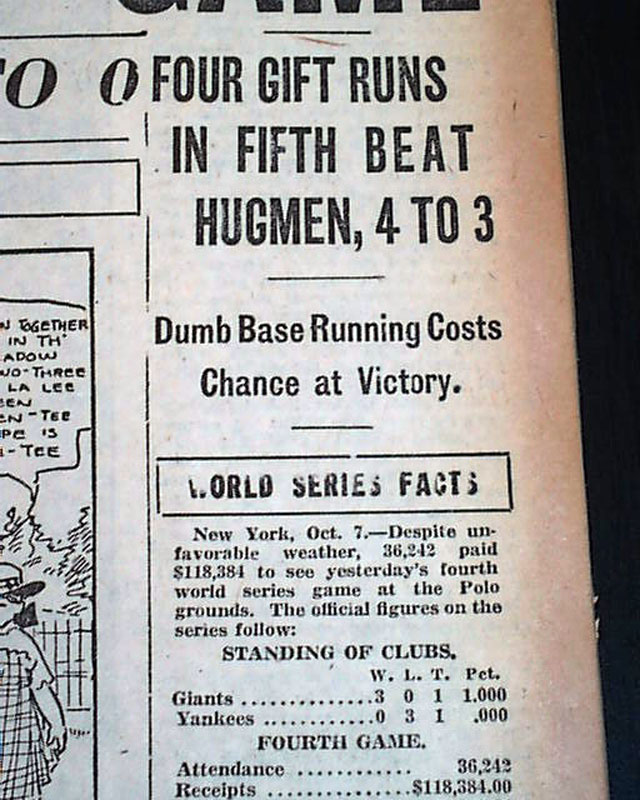 GAME
TO 0
FOUR GIFT RUNS
IN FIFTH BEAT
HUGMEN, 4 TO 3
Dumb Base Running Costs
Chance at Victory.
WORLD SERIES FACTS
New York, Oct. 7.—Despite un-
favorable weather, 36,242 paid
$118,384 to see yesterday's fourth
world series game at the Polo
grounds. The official figures on the
series follow:
STANDING OF CLUBS.
W. L. T. Pct.
Giants ..............3 0 1 1.000
Yankees ............0 3 1 .000
FOURTH GAME.
Attendance ........... 36,242
Receipts ..............$118,384.00
TOGETHER
IN TH'
ADOW
WO-THREE
LA LEE
EEN
EN-TEE
PE IS
-TEE